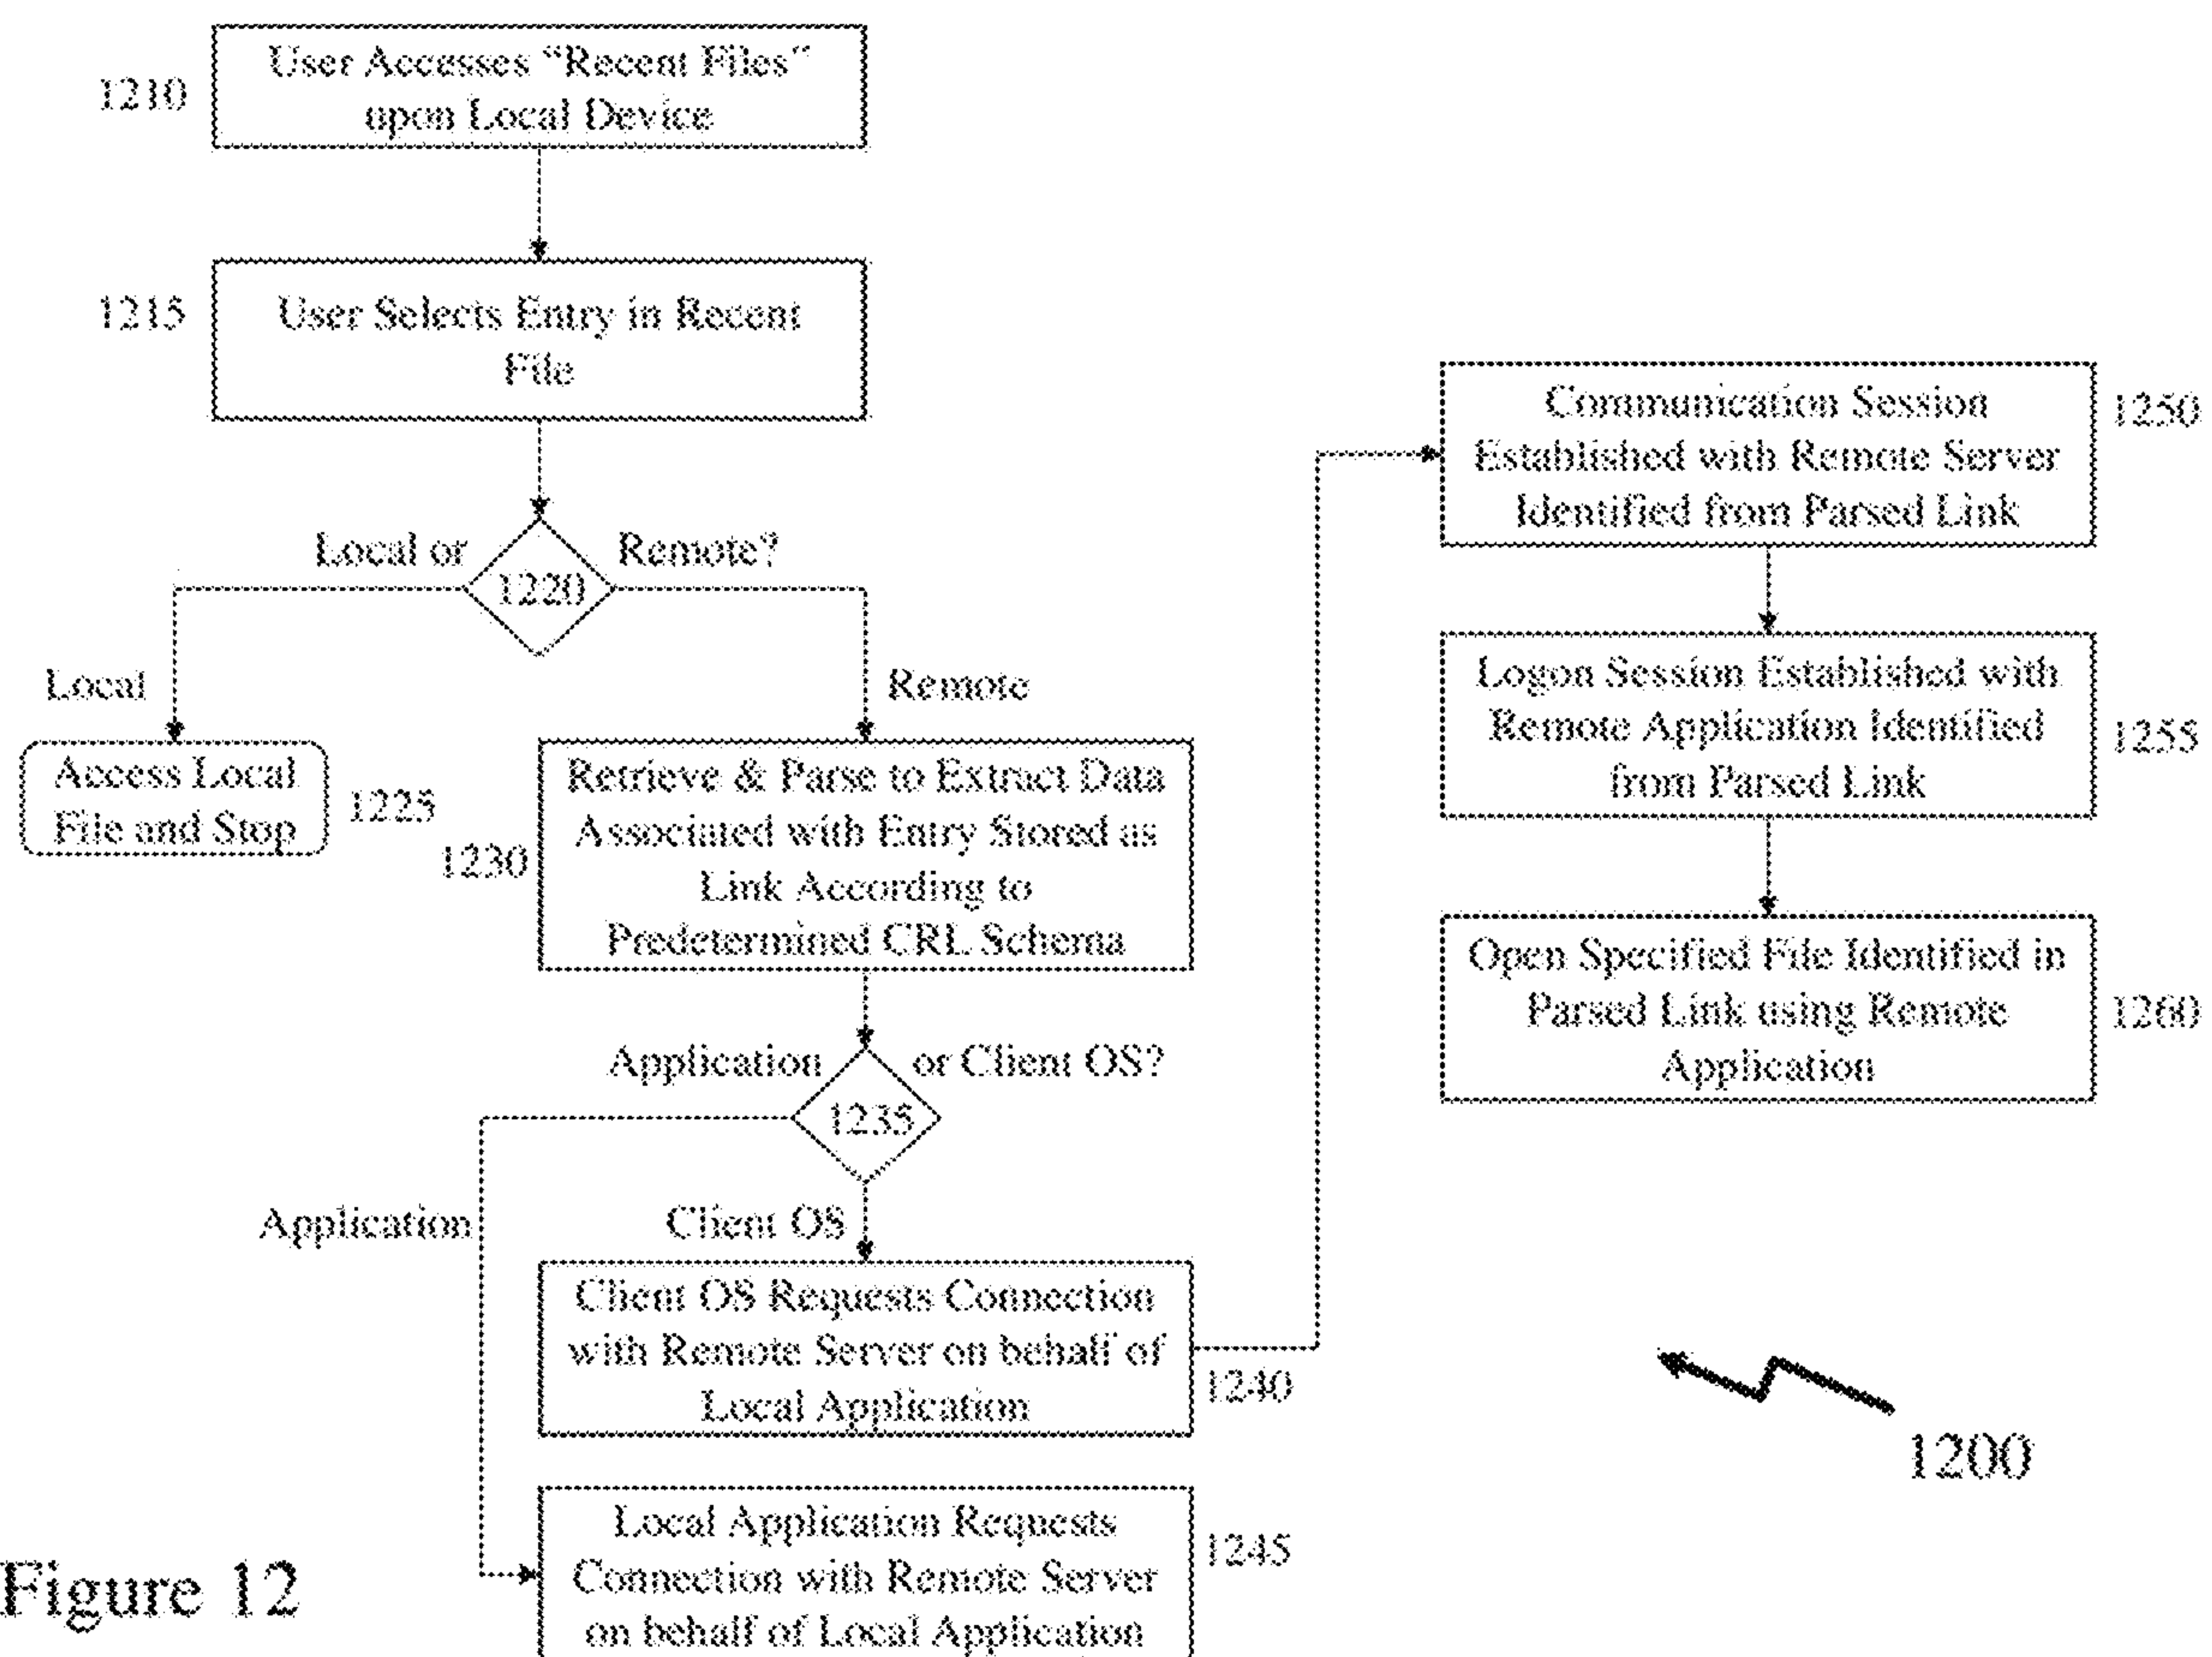 1210
User Accesses “Recent Files“
upon Local Device
1215
User Selects Entry in Recent
File
Local or
1220
Remote?
Local
Remote
Access Local
File and Stop
1225
1230
Retrieve & Parse to Extract Data
Associated with Entry Stored as
Link According to
Predetermined CRL Schema
Application
1235
or Client OS?
Application
Client OS
Client OS Requests Connection
with Remote Server on behalf of
Local Application
1240
Local Application Requests
Connection with Remote Server
on behalf of Local Application
1245
Communication Session
Established with Remote Server
Identified from Parsed Link
1250
Logon Session Established with
Remote Application Identified
from Parsed Link
1255
Open Specified File Identified in
Parsed Link using Remote
Application
1260
1200
Figure 12